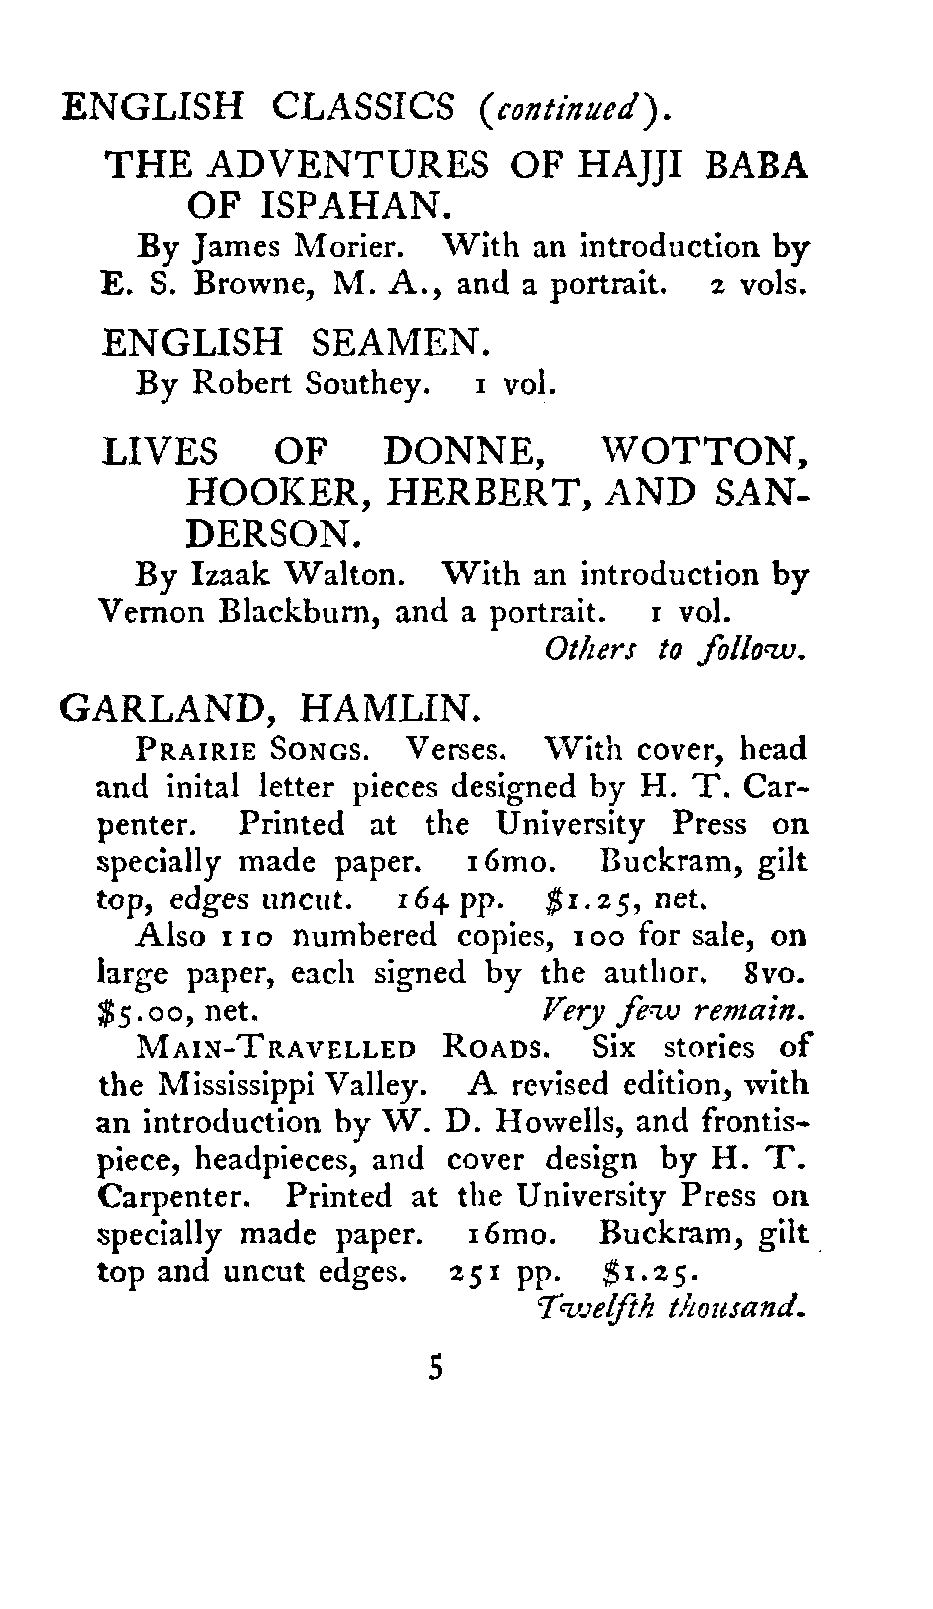 ENGLISH CLASSICS (continued).
THE ADVENTURES OF HAJJI BABA
OF ISPAHAN.
By James Morier. With an introduction by
E. S. Browne, M. A., and a portrait. 2 vols.
ENGLISH SEAMEN.
By Robert Southey. 1 vol.
LIVES OF DONNE, WOTTON,
HOOKER, HERBERT, AND SAN-
DERSON.
By Izaak Walton. With an introduction by
Vernon Blackburn, and a portrait. 1 vol.
Others to follow.
GARLAND, HAMLIN.
PRAIRIE SONGS. Verses. With cover, head
and inital letter pieces designed by H. T. Car-
penter. Printed at the University Press on
specially made paper. 16mo. Buckram, gilt
top, edges uncut. 164 pp. $1.25, net.
Also 110 numbered copies, 100 for sale, on
large paper, each signed by the author. 8vo.
$5.00, net. Very few remain.
MAIN-TRAVELLED ROADS. Six stories of
the Mississippi Valley. A revised edition, with
an introduction by W. D. Howells, and frontis-
piece, headpieces, and cover design by H. T.
Carpenter. Printed at the University Press on
specially made paper. 16mo. Buckram, gilt
top and uncut edges. 251 pp. $1.25.
Twelfth thousand.
5